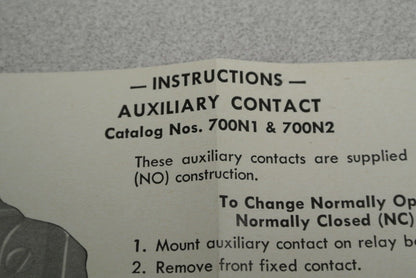 — INSTRUCTIONS —
AUXILIARY CONTACT
Catalog Nos. 700N1 & 700N2
These auxiliary contacts are supplied
(NO) construction.
To Change Normally Op
Normally Closed (NC)
1. Mount auxiliary contact on relay b
2. Remove front fixed contact.